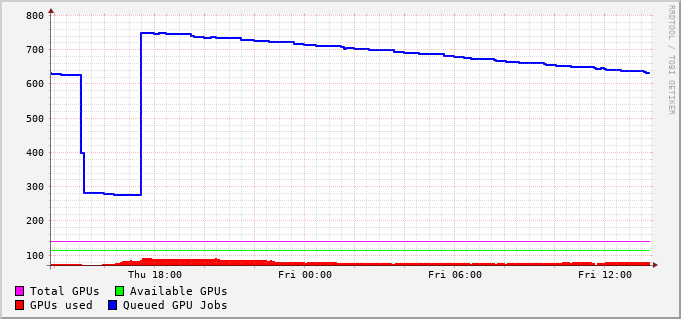 800
700
600
500
400
300
200
100
Thu 18:00 Fri 00:00 Fri 06:00 Fri 12:00
Total GPUs Available GPUs
GPUs used Queued GPU Jobs
RRDTOOL / TOBI OETIKER